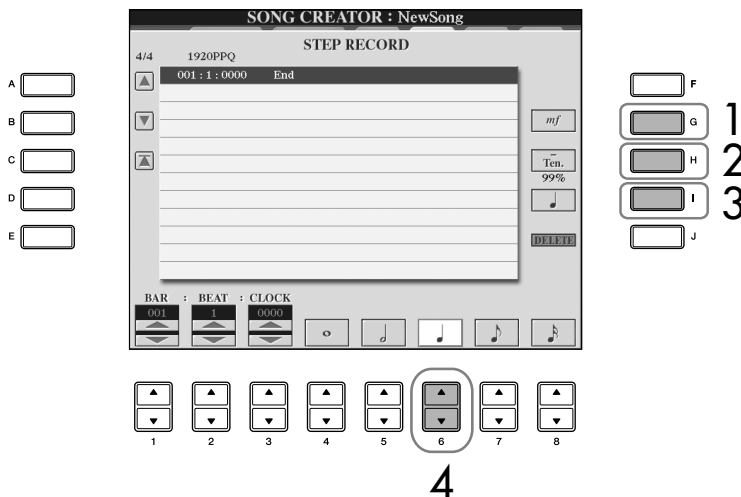 SONG CREATOR : NewSong
STEP RECORD
4/4 1920PPQ
001 : 1 : 0000 End
A
B
C
D
E
F
G 1
H 2
I 3
J
mf
Ten.
99%
DELETE
BAR : BEAT : CLOCK
001 1 0000
1 2 3 4 5 6 7 8
4